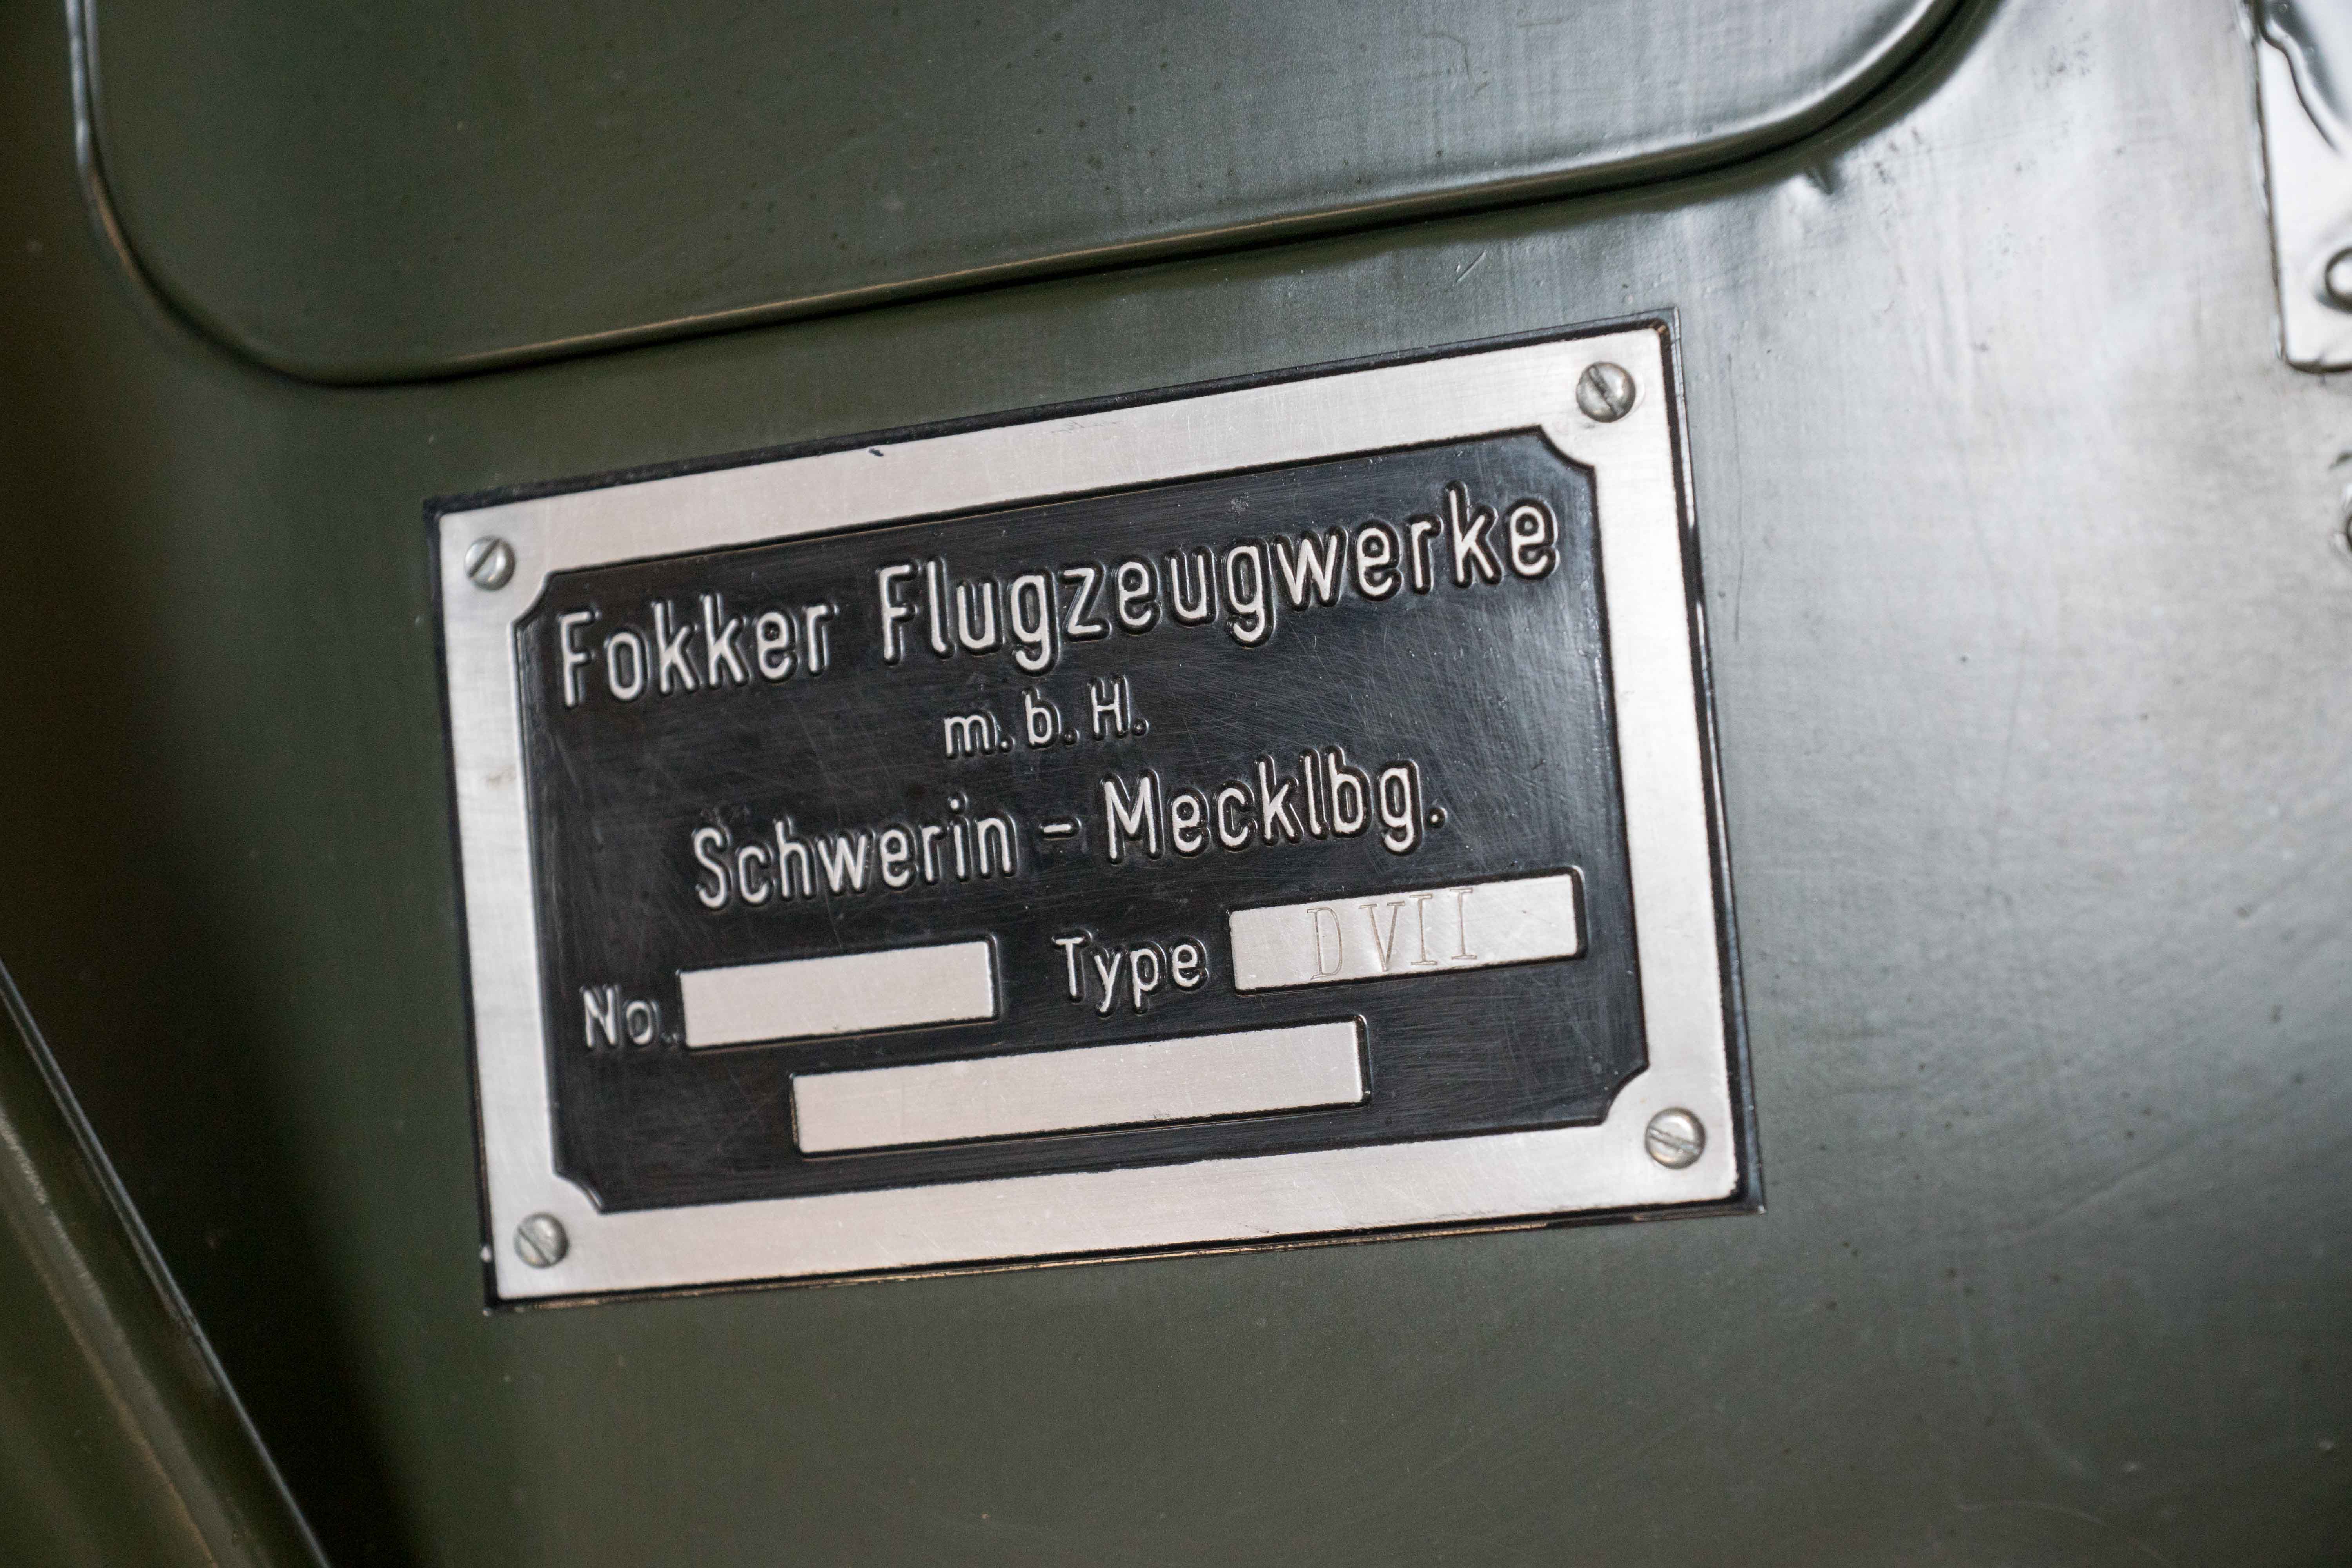 Fokker Flugzeugwerke
m.b.H.
Schwerin - Mecklbg.
No. Type D VII